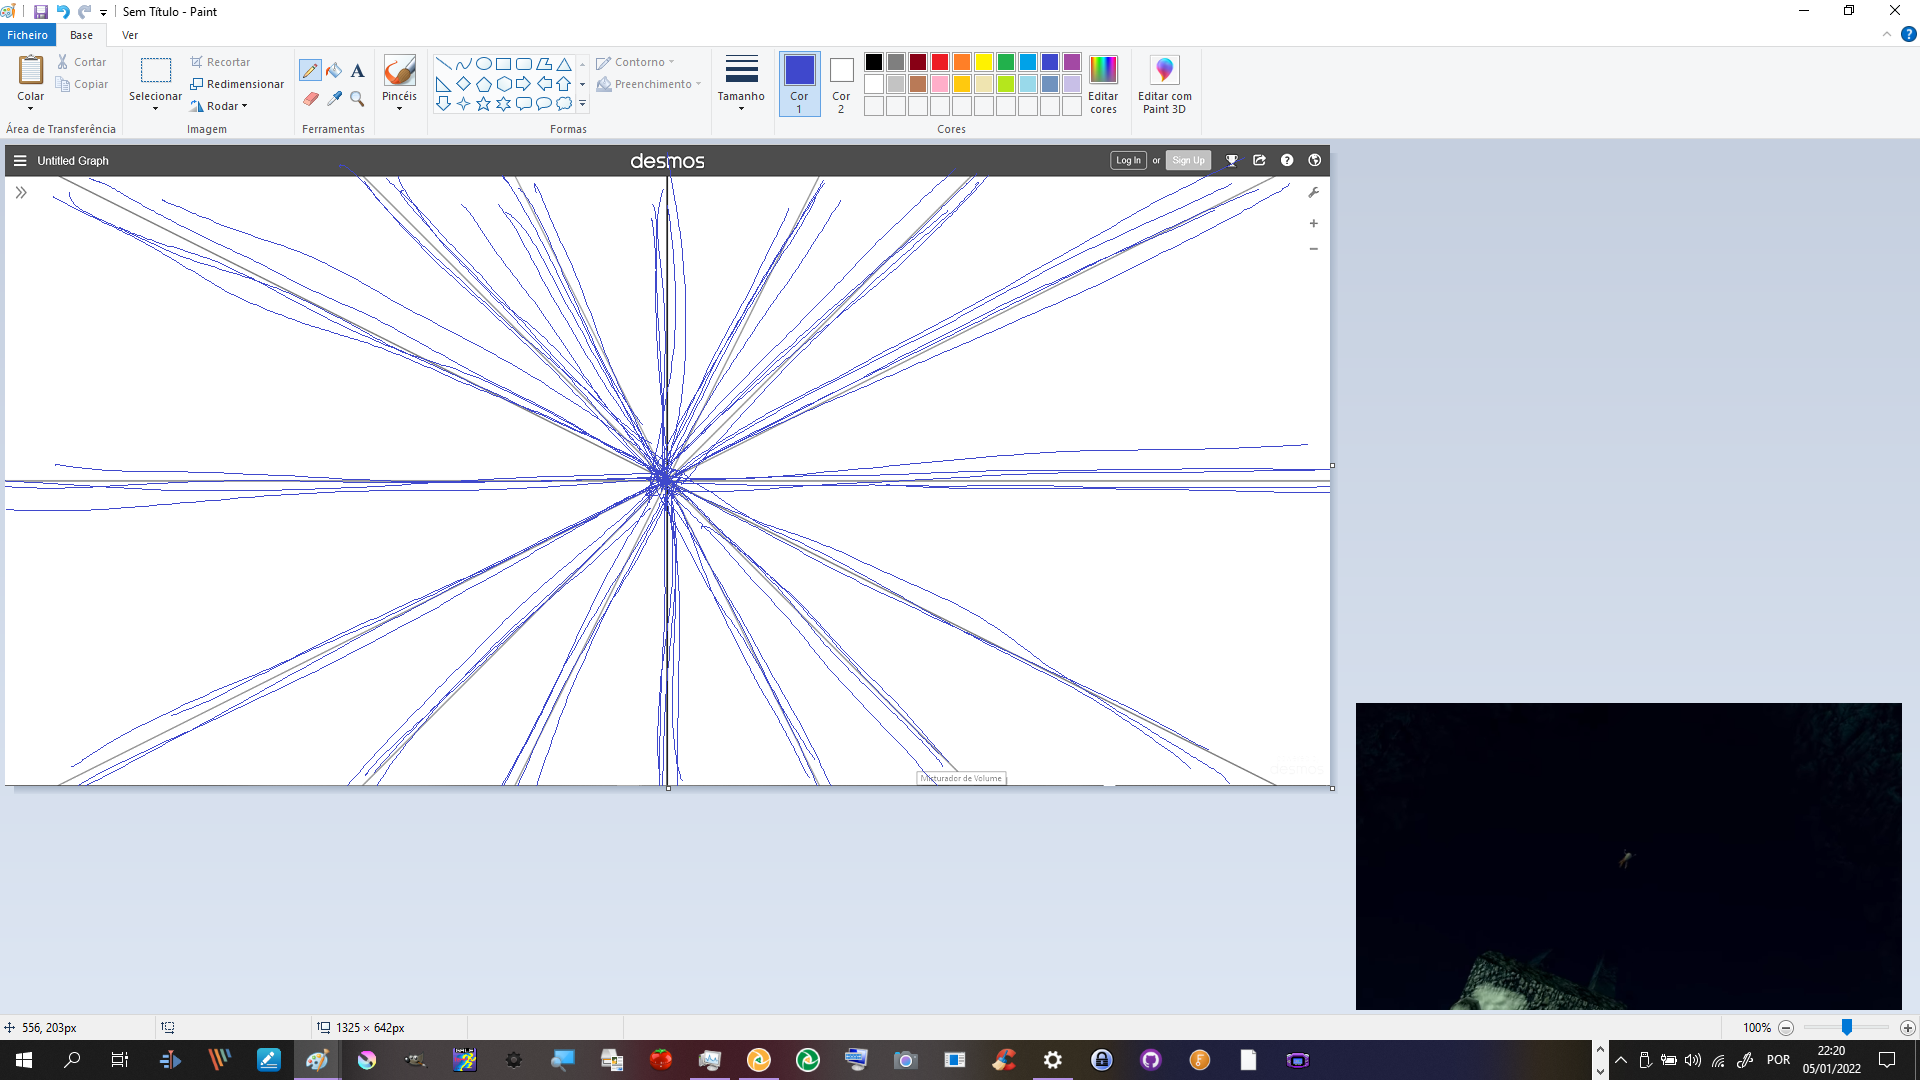 Sem Título - Paint
Ficheiro Base Ver
Colar
Cortar
Copiar
Área de Transferência
Selecionar
Recortar
Redimensionar
Rodar
Imagem
A
Ferramentas
Pincéis
Contorno
Preenchimento
Formas
Tamanho
Cor 1
Cor 2
Editar cores
Cores
Editar com Paint 3D
Untitled Graph
desmos
Log In or Sign Up
Misturador de Volume
556, 203px
1325 × 642px
100%
POR
22:20
05/01/2022